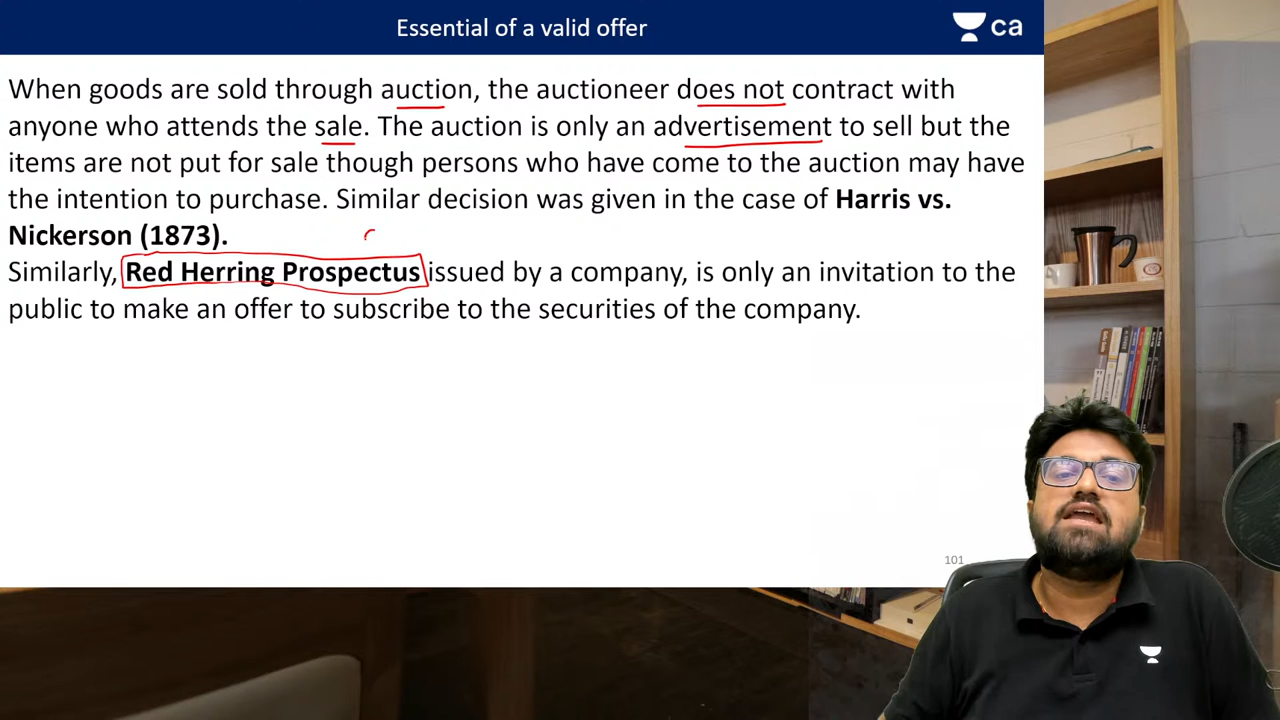 Essential of a valid offer
ca
When goods are sold through auction, the auctioneer does not contract with
anyone who attends the sale. The auction is only an advertisement to sell but the
items are not put for sale though persons who have come to the auction may have
the intention to purchase. Similar decision was given in the case of Harris vs.
Nickerson (1873).
Similarly, Red Herring Prospectus issued by a company, is only an invitation to the
public to make an offer to subscribe to the securities of the company.
101